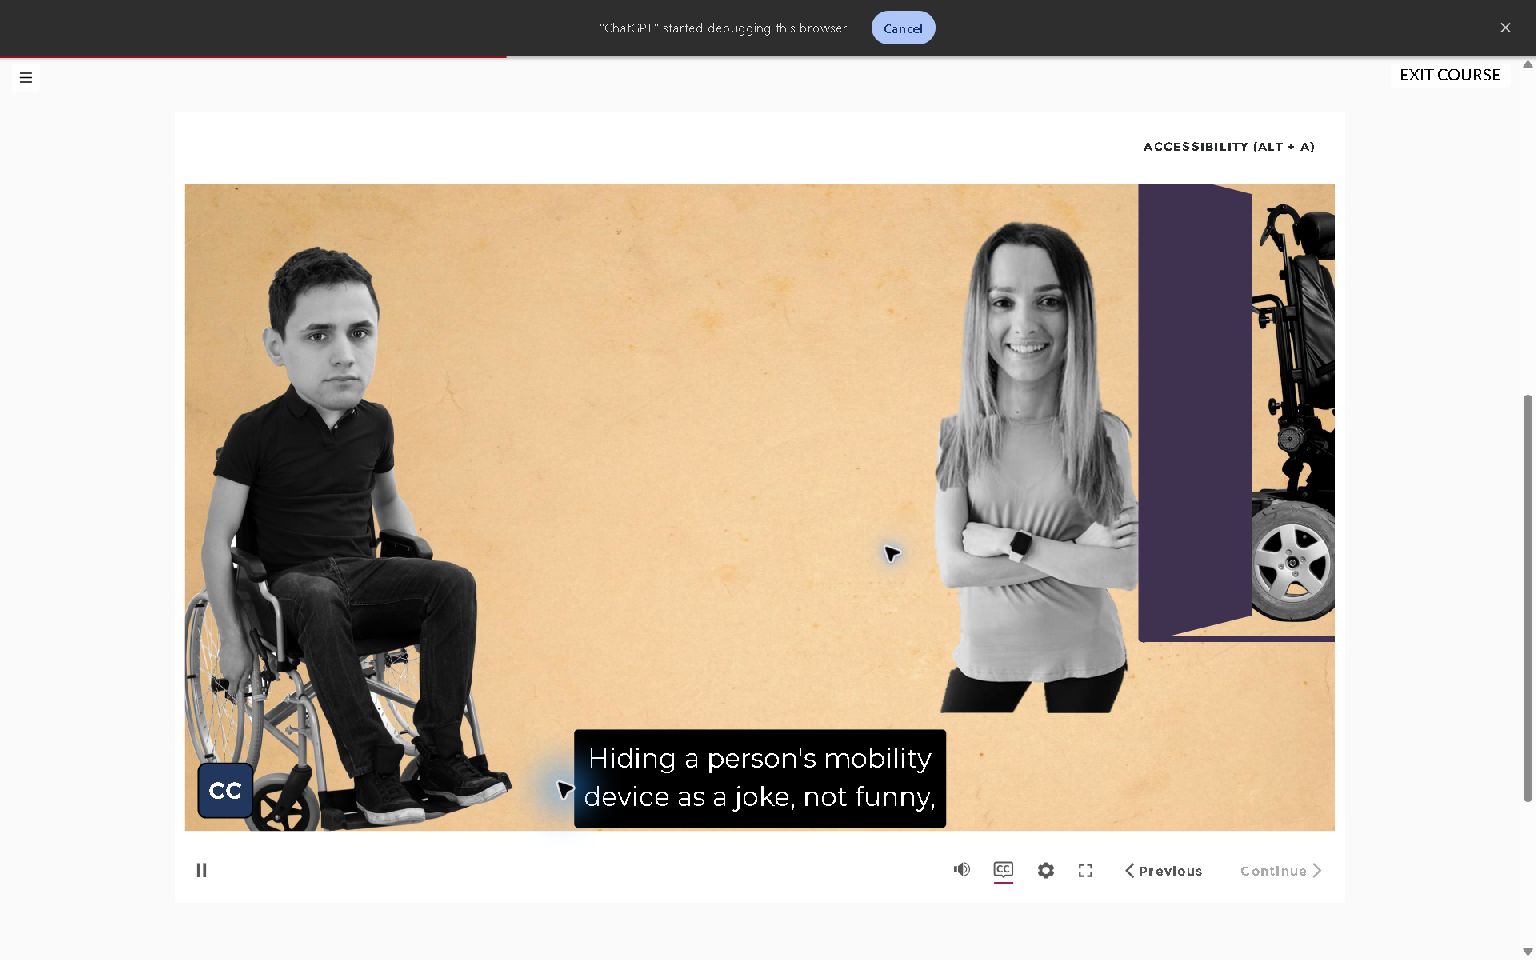 "ChatGPT" started debugging this browser
Cancel
EXIT COURSE
ACCESSIBILITY (ALT + A)
Hiding a person's mobility
device as a joke, not funny,
CC
CC
Previous
Continue